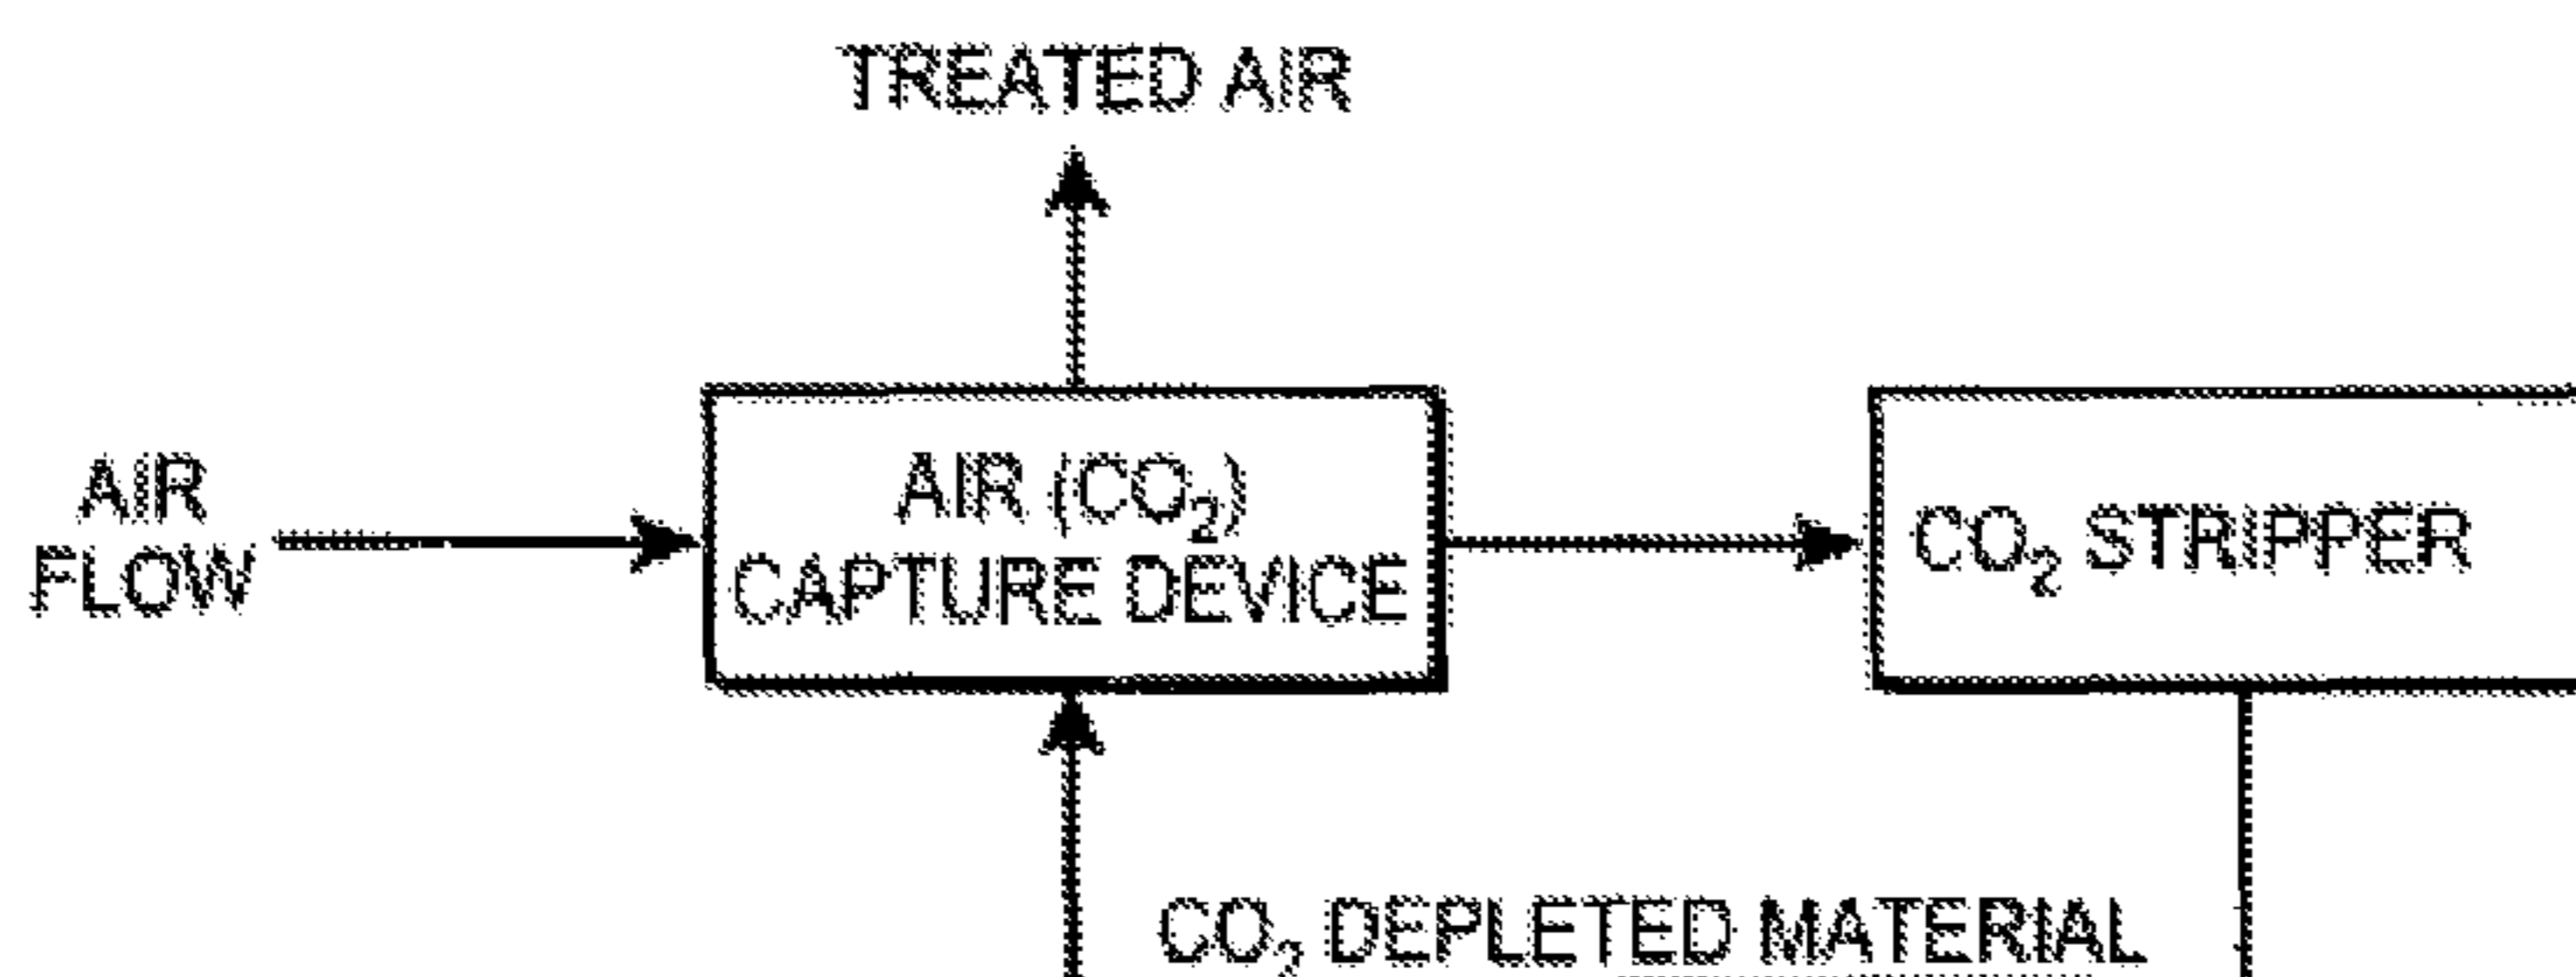 TREATED AIR
AIR
FLOW
AIR (CO₂)
CAPTURE DEVICE
CO₂ STRIPPER
CO₂ DEPLETED MATERIAL